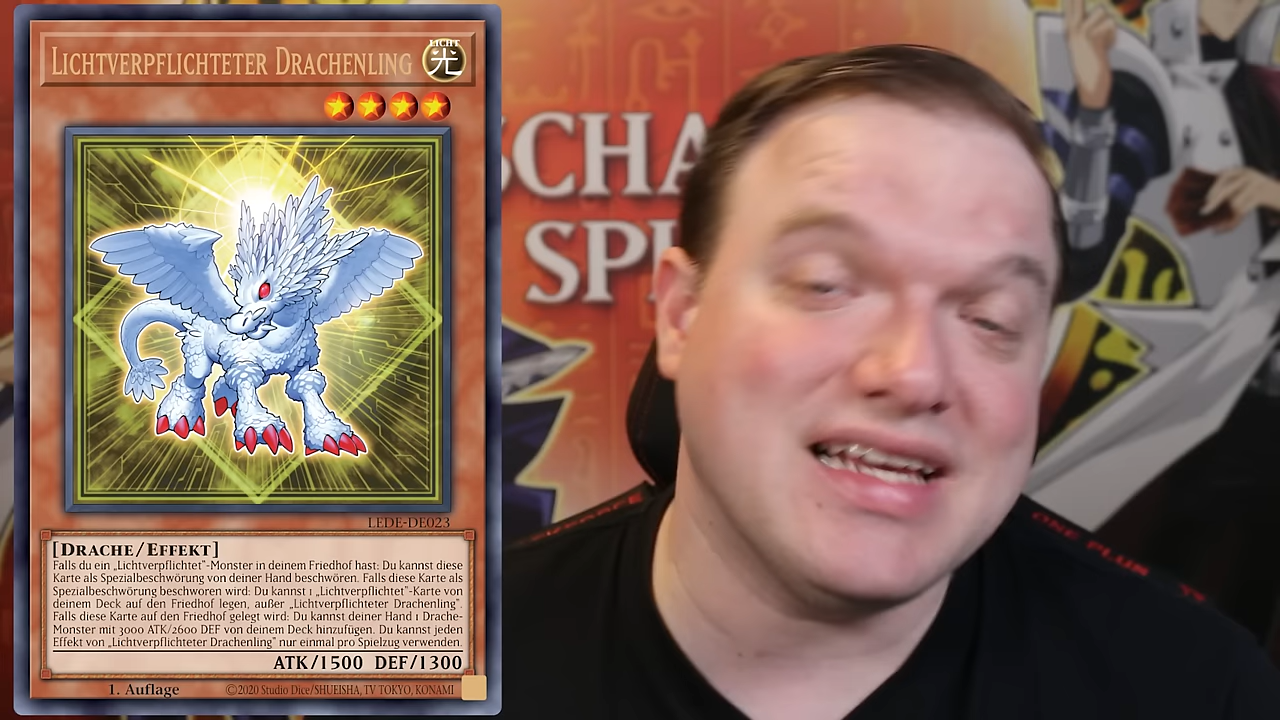 LICHTVERPFLICHTETER DRACHENLING
LICHT
光
LEDE-DE023
[DRACHE/EFFEKT]
Falls du ein „Lichtverpflichtet"-Monster in deinem Friedhof hast: Du kannst diese
Karte als Spezialbeschwörung von deiner Hand beschwören. Falls diese Karte als
Spezialbeschwörung beschworen wird: Du kannst 1 „Lichtverpflichtet"-Karte von
deinem Deck auf den Friedhof legen, außer „Lichtverpflichteter Drachenling".
Falls diese Karte auf den Friedhof gelegt wird: Du kannst deiner Hand 1 Drache-
Monster mit 3000 ATK/2600 DEF von deinem Deck hinzufügen. Du kannst jeden
Effekt von „Lichtverpflichteter Drachenling" nur einmal pro Spielzug verwenden.
ATK/1500 DEF/1300
1. Auflage
©2020 Studio Dice/SHUEISHA, TV TOKYO, KONAMI
SCHA
SPI
ONE PLUS